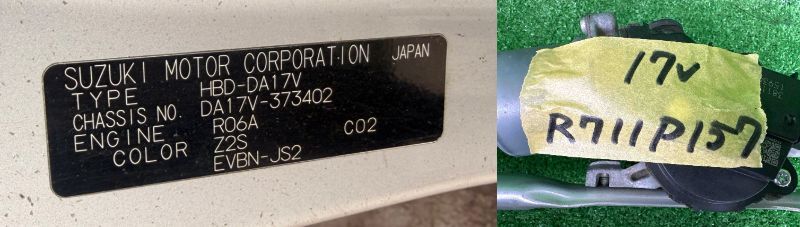 SUZUKI MOTOR CORPORATION JAPAN
TYPE HBD-DA17V
CHASSIS NO. DA17V-373402
ENGINE R06A C02
COLOR Z2S
EVBN-JS2
17V
R711P157